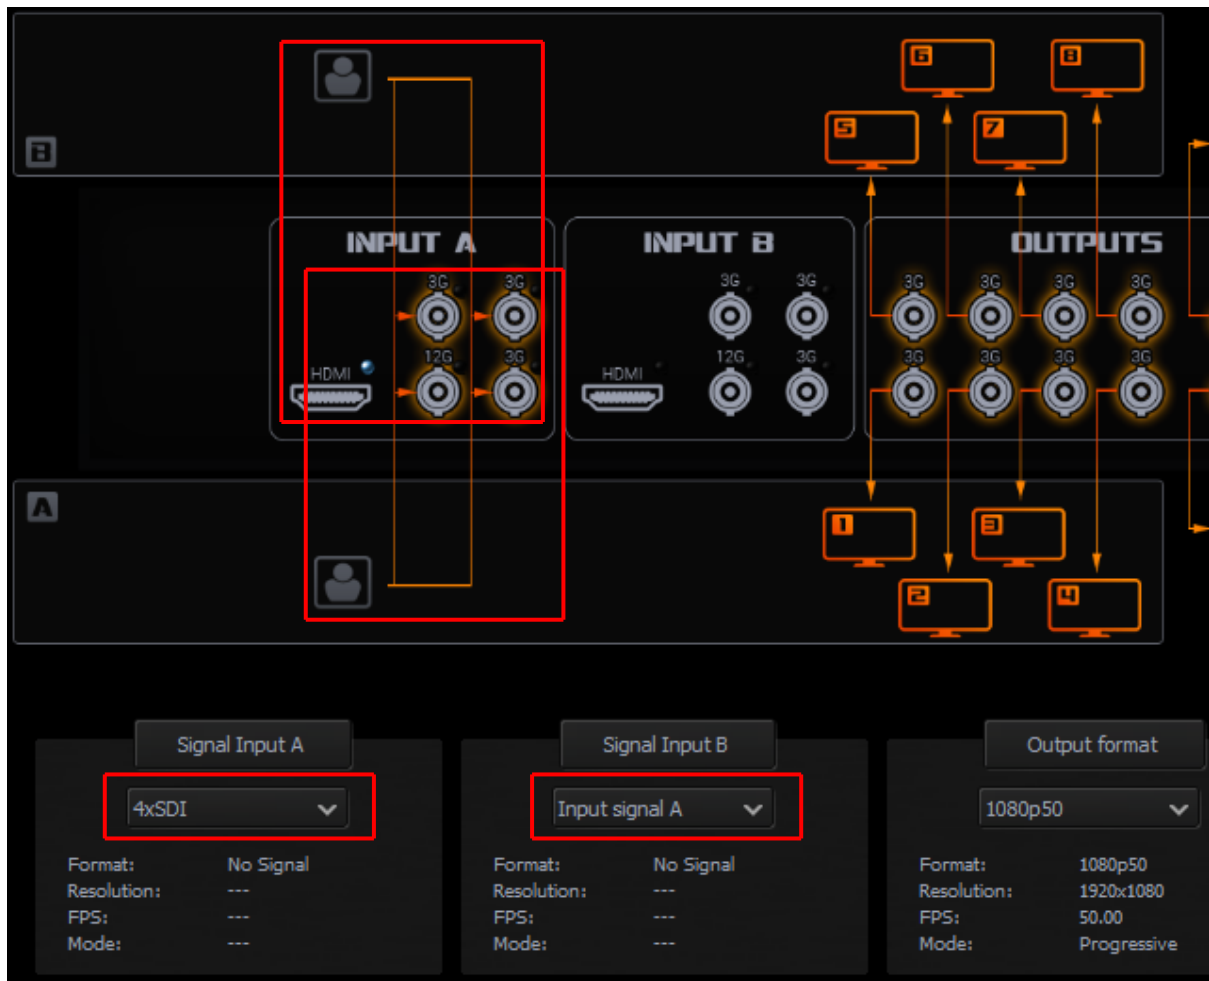 6 8
5 7
B
INPUT A INPUT B OUTPUTS
3G 3G 3G 3G 3G 3G 3G 3G
HDMI 12G 3G HDMI 12G 3G 3G 3G 3G 3G
A
1 3
2 4
Signal Input A Signal Input B Output format
4xSDI Input signal A 1080p50
Format: No Signal Format: No Signal Format: 1080p50
Resolution: --- Resolution: --- Resolution: 1920x1080
FPS: --- FPS: --- FPS: 50.00
Mode: --- Mode: --- Mode: Progressive